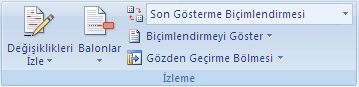 Değişiklikleri İzle
Balonlar
Son Gösterme Biçimlendirmesi
Biçimlendirmeyi Göster
Gözden Geçirme Bölmesi
İzleme